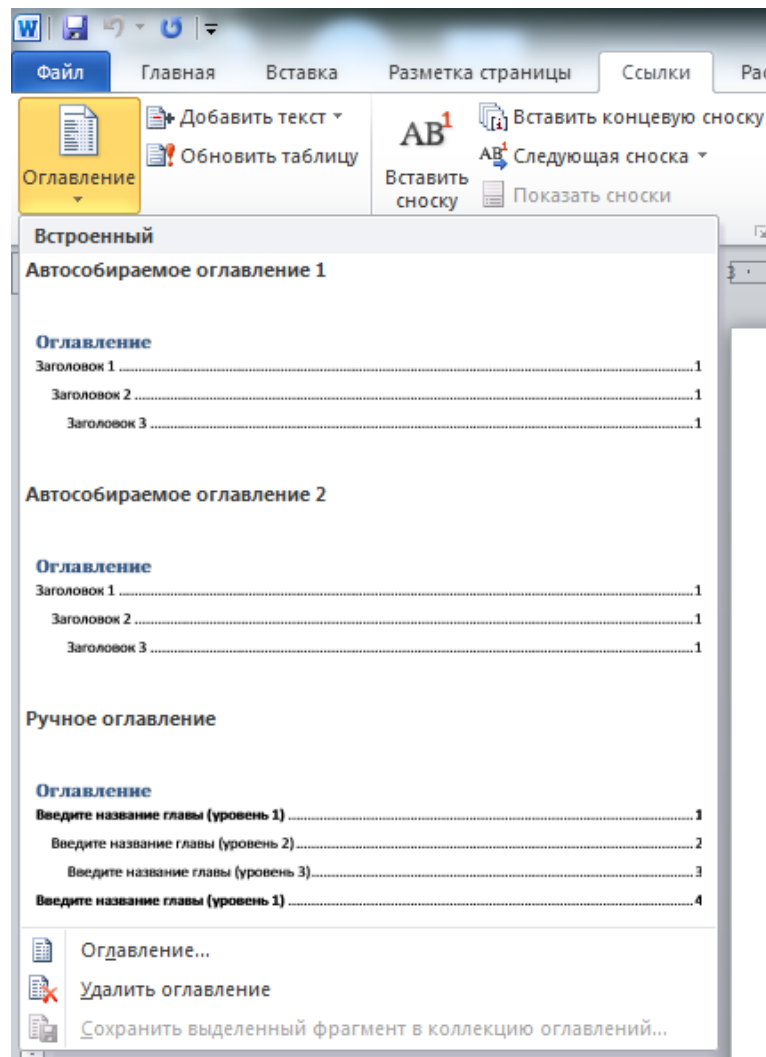 W
Файл Главная Вставка Разметка страницы Ссылки Рас
Оглавление
Добавить текст
Обновить таблицу
AB1
Вставить сноску
Вставить концевую сноску
AB1 Следующая сноска
Показать сноски
Встроенный
3
Автособираемое оглавление 1
Оглавление
Заголовок 1 ... 1
Заголовок 2 ... 1
Заголовок 3 ... 1
Автособираемое оглавление 2
Оглавление
Заголовок 1 ... 1
Заголовок 2 ... 1
Заголовок 3 ... 1
Ручное оглавление
Оглавление
Введите название главы (уровень 1) ... 1
Введите название главы (уровень 2) ... 2
Введите название главы (уровень 3) ... 3
Введите название главы (уровень 1) ... 4
Оглавление...
Удалить оглавление
Сохранить выделенный фрагмент в коллекцию оглавлений...